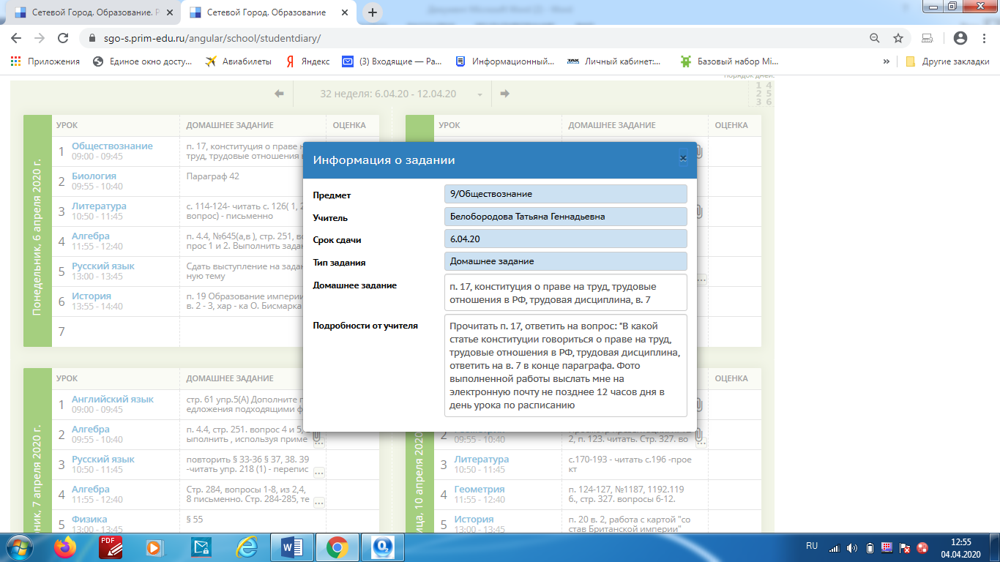 Сетевой Город. Образование. Р
Сетевой Город. Образование
sgo-s.prim-edu.ru/angular/school/studentdiary/
Приложения
Единое окно досту...
Авиабилеты
Яндекс
(3) Входящие — Ра...
Информационный...
Личный кабинет:...
Базовый набор Mi...
Другие закладки
порядок дней:
32 неделя: 6.04.20 - 12.04.20
1 4
2 5
3 6
Понедельник, 6 апреля 2020 г.
УРОК ДОМАШНЕЕ ЗАДАНИЕ ОЦЕНКА
1 Обществознание
09:00 - 09:45
п. 17, конституция о праве н
труд, трудовые отношения
2 Биология
09:55 - 10:40
Параграф 42
3 Литература
10:50 - 11:45
с. 114-124- читать с. 126( 1, 2
вопрос) - письменно
4 Алгебра
11:55 - 12:40
п. 4.4, №645(а,в ), стр. 251, во
прос 1 и 2. Выполнить задан
5 Русский язык
13:00 - 13:45
Сдать выступление на задан
ную тему
6 История
13:55 - 14:40
п. 19 Образование империи
в. 2 - 3, хар - ка О. Бисмарка
7
УРОК ДОМАШНЕЕ ЗАДАНИЕ ОЦЕНКА
Информация о задании
Предмет
9/Обществознание
Учитель
Белобородова Татьяна Геннадьевна
Срок сдачи
6.04.20
Тип задания
Домашнее задание
Домашнее задание
п. 17, конституция о праве на труд, трудовые
отношения в РФ, трудовая дисциплина, в. 7
Подробности от учителя
Прочитать п. 17, ответить на вопрос: "В какой
статье конституции говориться о праве на труд,
трудовые отношения в РФ, трудовая дисциплина,
ответить на в. 7 в конце параграфа. Фото
выполненной работы выслать мне на
электронную почту не позднее 12 часов дня в
день урока по расписанию
ник, 7 апреля 2020 г.
УРОК ДОМАШНЕЕ ЗАДАНИЕ
1 Английский язык
09:00 - 09:45
стр. 61 упр.5(А) Дополните п
едложения подходящими ф
2 Алгебра
09:55 - 10:40
п. 4.4, стр. 251. вопрос 4 и 5,
ыполнить , используя приме
3 Русский язык
10:50 - 11:45
повторить § 33-36 § 37, 38. 39
-читать упр. 218 (1) - перепис
4 Алгебра
11:55 - 12:40
Стр. 284, вопросы 1-8, из 2,4,
8 письменно. Стр. 284-285, те
5 Физика
13:00 - 13:45
§ 55
ица, 10 апреля 2020
ОЦЕНКА
2
09:55 - 10:40
2, п. 123. читать. Стр. 327. во
3 Литература
10:50 - 11:45
с.170-193 - читать с.196 -прое
кт
4 Геометрия
11:55 - 12:40
п. 124-127, №1187, 1192.119
6., стр. 327. вопросы 6-12.
5 История
13:00 - 13:45
п. 20 в. 2, работа с картой "со
став Британской империи"
PDF
RU
12:55
04.04.2020